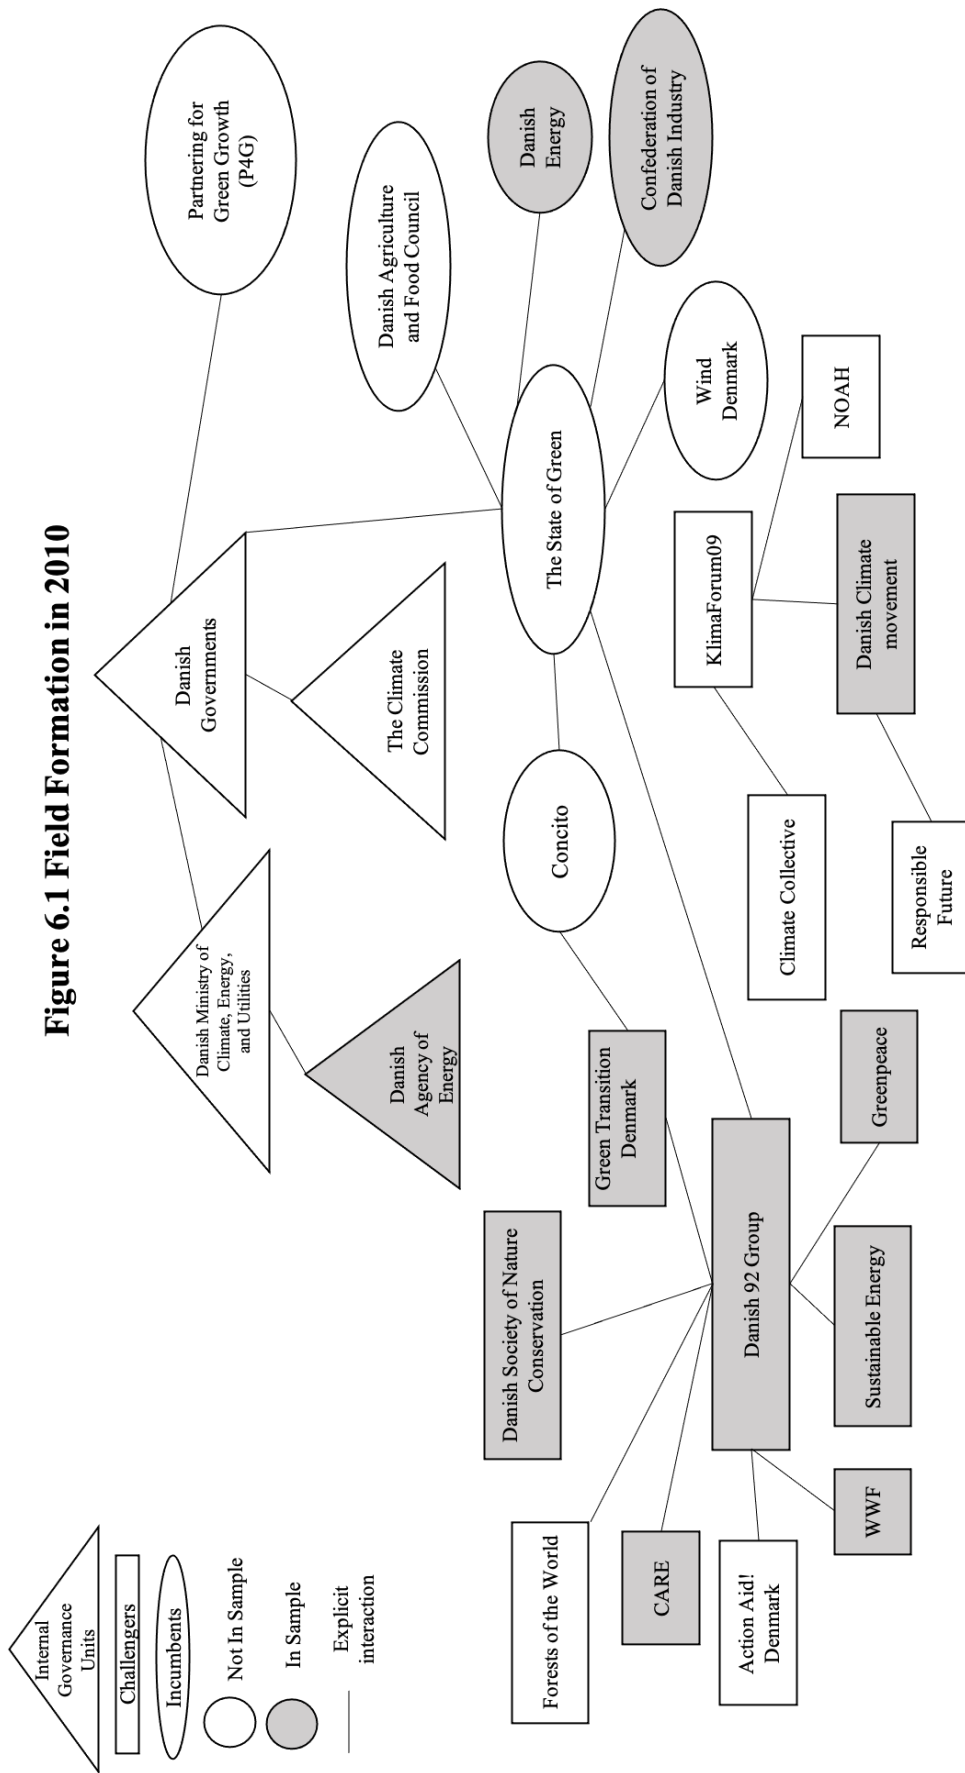 Figure 6.1 Field Formation in 2010
Internal
Governance
Units
Challengers
Incumbents
Not In Sample
In Sample
Explicit
interaction
Danish Ministry of
Climate, Energy,
and Utilities
Danish
Agency of
Energy
Danish
Governments
The Climate
Commission
Partnering for
Green Growth
(P4G)
Danish Agriculture
and Food Council
Danish
Energy
Confederation of
Danish Industry
Wind
Denmark
The State of Green
Concito
Green Transition
Denmark
Danish Society of Nature
Conservation
Forests of the World
CARE
Action Aid!
Denmark
WWF
Danish 92 Group
Sustainable Energy
Greenpeace
Climate Collective
KlimaForum09
NOAH
Danish Climate
movement
Responsible
Future